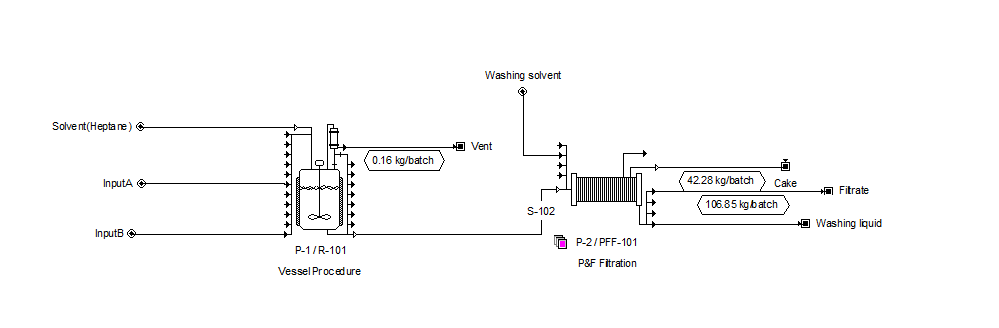 Washing solvent
Solvent(Heptane)
Vent
0.16 kg/batch
InputA
42.28 kg/batch
Cake
Filtrate
106.85 kg/batch
S-102
Washing liquid
InputB
P-1 / R-101
P-2 / PFF-101
Vessel Procedure
P&F Filtration